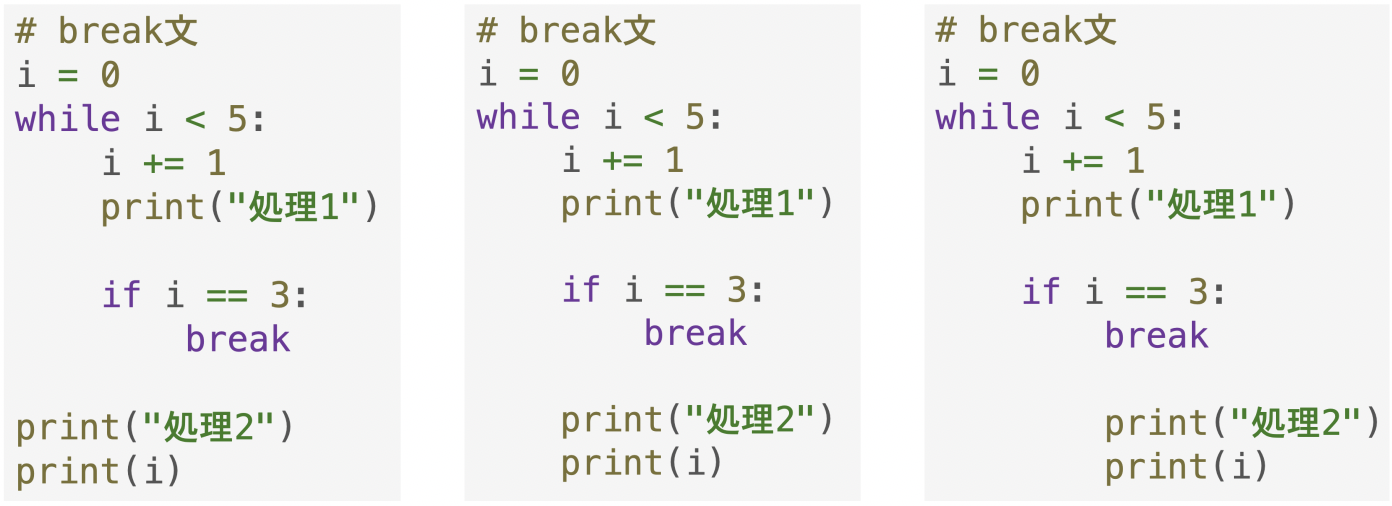 # break文
i = 0
while i < 5:
    i += 1
    print("処理1")
    if i == 3:
        break
print("処理2")
print(i)
# break文
i = 0
while i < 5:
    i += 1
    print("処理1")
    if i == 3:
        break
    print("処理2")
    print(i)
# break文
i = 0
while i < 5:
    i += 1
    print("処理1")
    if i == 3:
        break
        print("処理2")
        print(i)